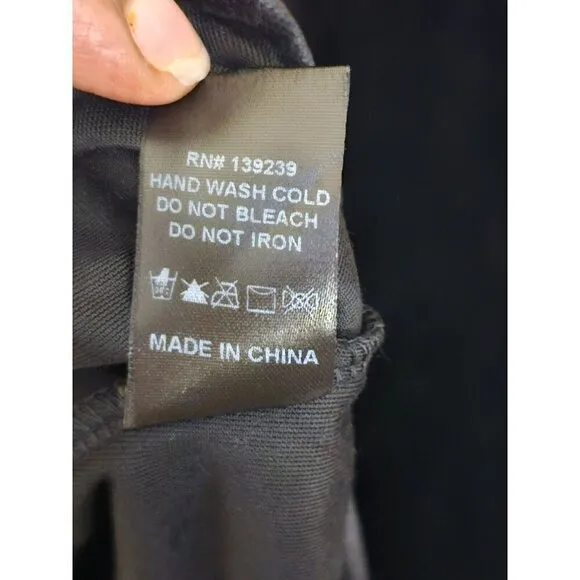 RN# 139239
HAND WASH COLD
DO NOT BLEACH
DO NOT IRON
MADE IN CHINA